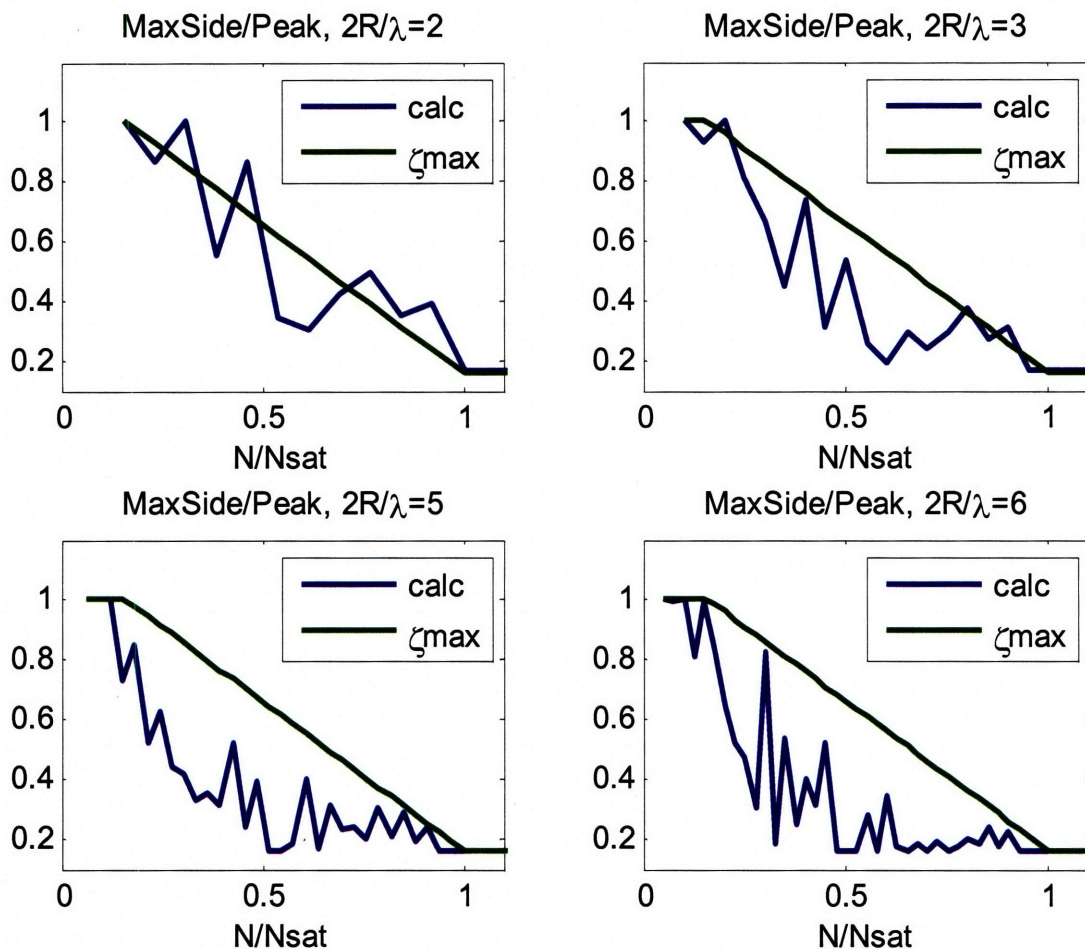 MaxSide/Peak, 2R/λ=2
calc
ζmax
1
0.8
0.6
0.4
0.2
0 0.5 1
N/Nsat
MaxSide/Peak, 2R/λ=3
calc
ζmax
1
0.8
0.6
0.4
0.2
0 0.5 1
N/Nsat
MaxSide/Peak, 2R/λ=5
calc
ζmax
1
0.8
0.6
0.4
0.2
0 0.5 1
N/Nsat
MaxSide/Peak, 2R/λ=6
calc
ζmax
1
0.8
0.6
0.4
0.2
0 0.5 1
N/Nsat